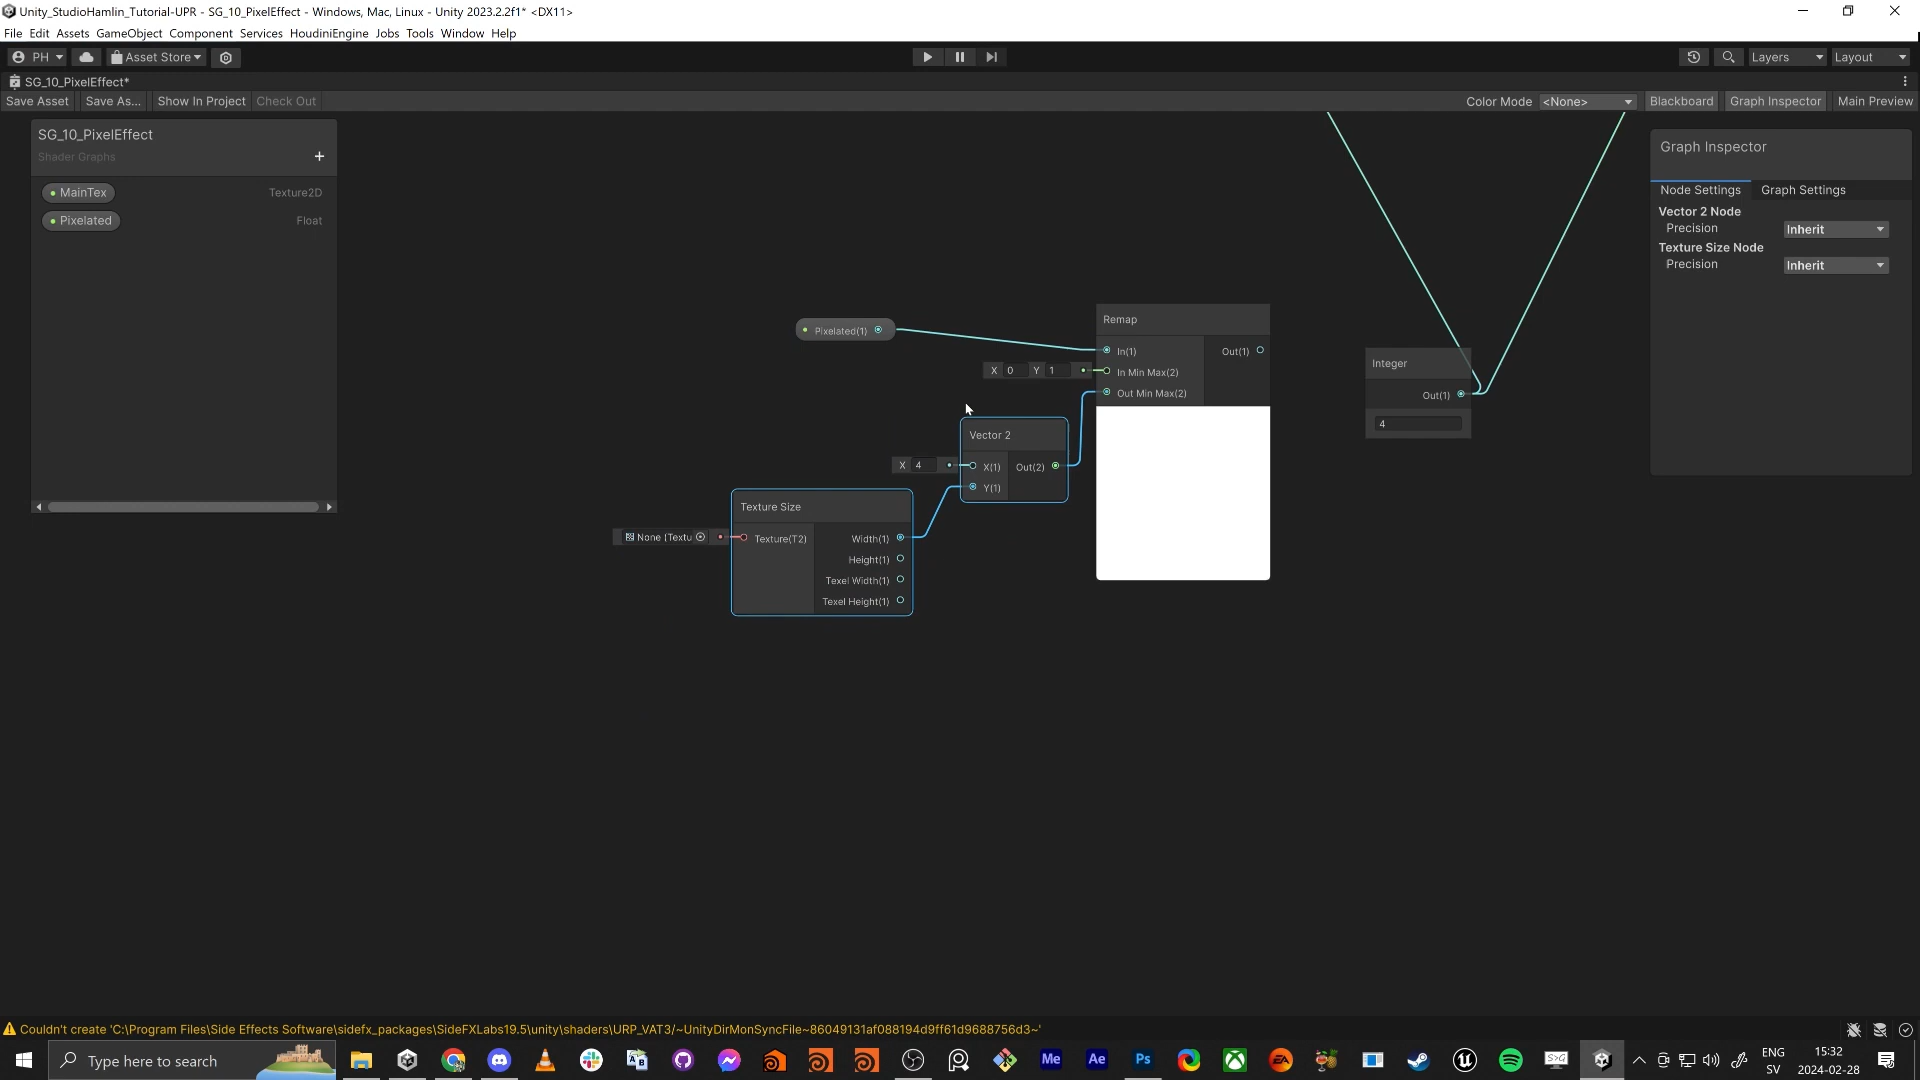 Unity_StudioHamlin_Tutorial-UPR - SG_10_PixelEffect - Windows, Mac, Linux - Unity 2023.2.2f1* <DX11>
File Edit Assets GameObject Component Services HoudiniEngine Jobs Tools Window Help
PH Asset Store Layers Layout
SG_10_PixelEffect*
Save Asset Save As... Show In Project Check Out Color Mode <None> Blackboard Graph Inspector Main Preview
SG_10_PixelEffect
Shader Graphs
MainTex Texture2D
Pixelated Float
Graph Inspector
Node Settings Graph Settings
Vector 2 Node
Precision Inherit
Texture Size Node
Precision Inherit
Pixelated(1)
Remap
In(1) Out(1)
X 0 Y 1 In Min Max(2)
Out Min Max(2)
Integer
Out(1)
4
Vector 2
X 4 X(1) Out(2)
Y(1)
Texture Size
None (Textu Texture(T2) Width(1)
Height(1)
Texel Width(1)
Texel Height(1)
Couldn't create 'C:\Program Files\Side Effects Software\sidefx_packages\SideFXLabs19.5\unity\shaders\URP_VAT3/~UnityDirMonSyncFile~86049131af088194d9ff61d9688756d3~'
Type here to search
Me Ae Ps
ENG
SV
15:32
2024-02-28